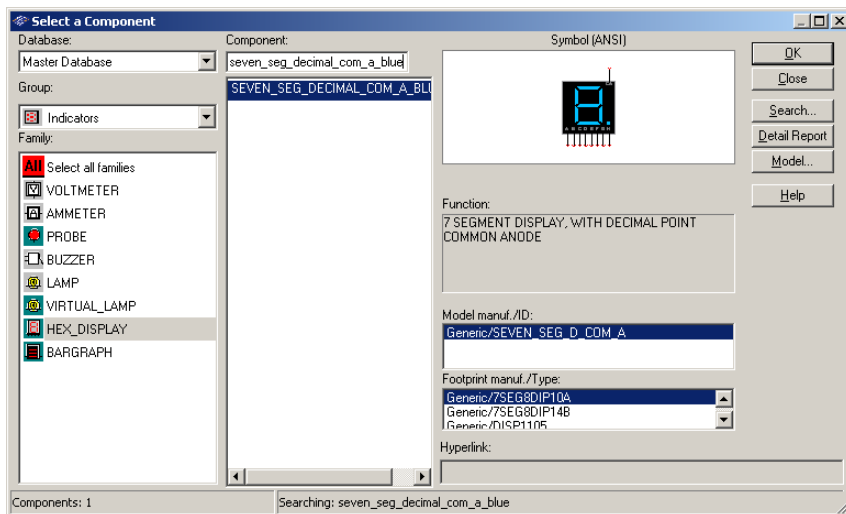 Select a Component
Database:
Master Database
Group:
Indicators
Family:
All Select all families
VOLTMETER
AMMETER
PROBE
BUZZER
LAMP
VIRTUAL_LAMP
HEX_DISPLAY
BARGRAPH
Component:
seven_seg_decimal_com_a_blue
SEVEN_SEG_DECIMAL_COM_A_BLU
Symbol (ANSI)
A B C D E F G H
Function:
7 SEGMENT DISPLAY, WITH DECIMAL POINT
COMMON ANODE
Model manuf./ID:
Generic/SEVEN_SEG_D_COM_A
Footprint manuf./Type:
Generic/7SEG8DIP10A
Generic/7SEG8DIP14B
Generic/DISP1105
Hyperlink:
OK
Close
Search...
Detail Report
Model...
Help
Components: 1
Searching: seven_seg_decimal_com_a_blue